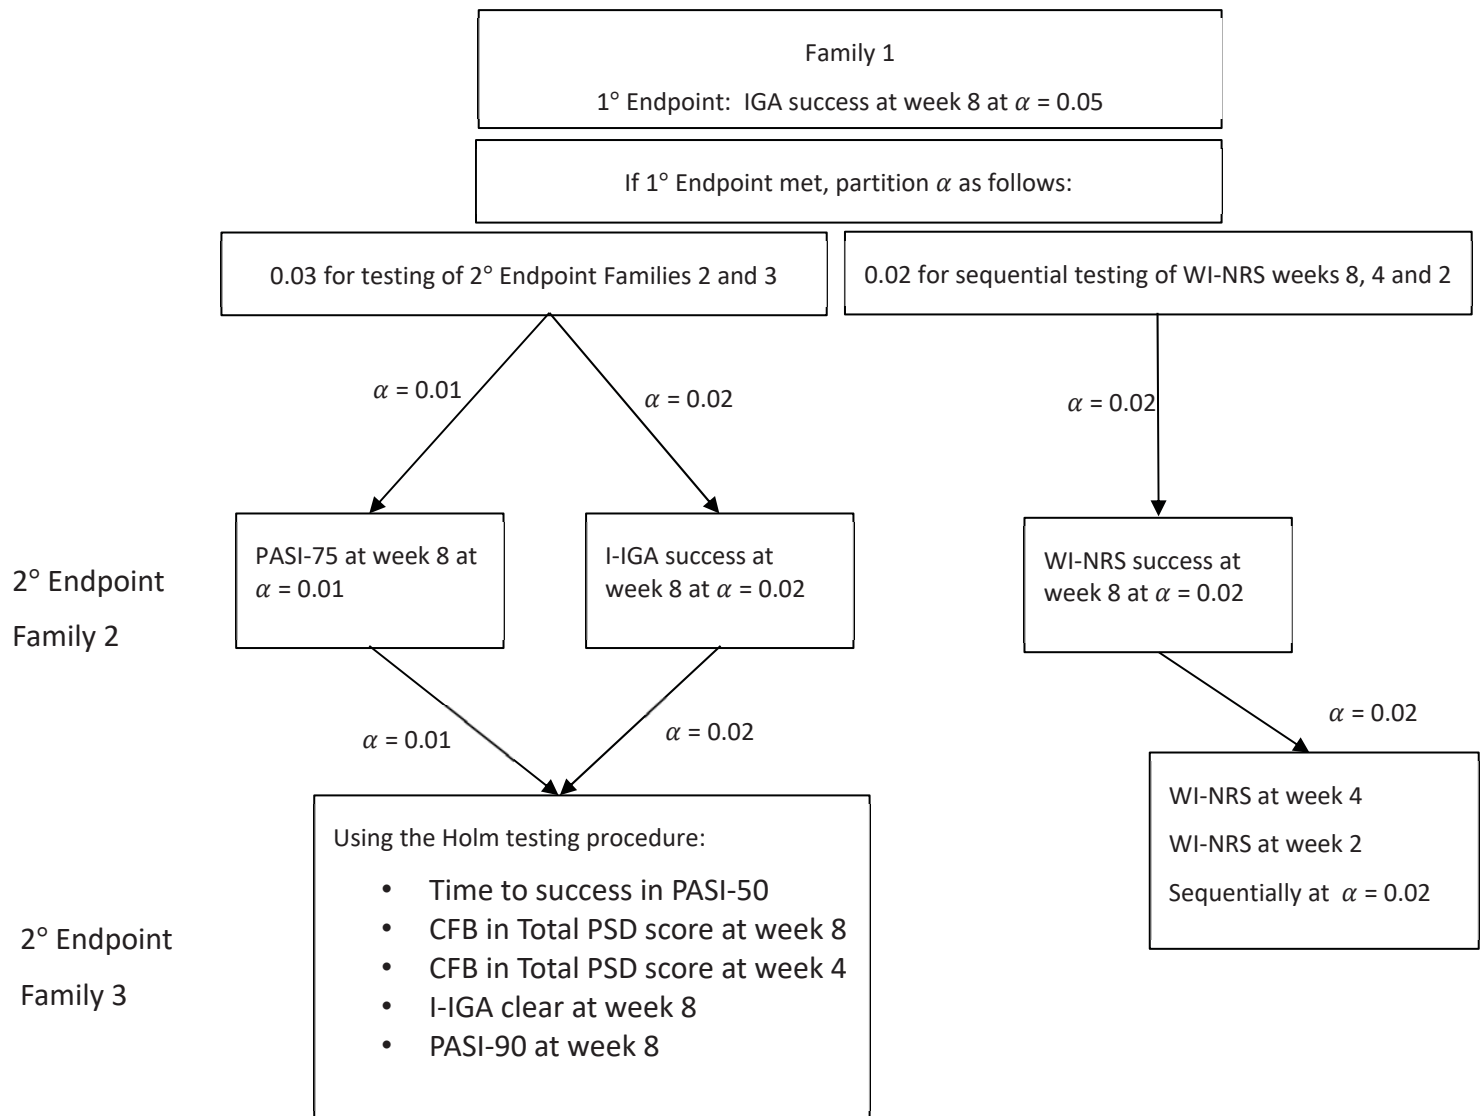 Family 1
1° Endpoint: IGA success at week 8 at α = 0.05
If 1° Endpoint met, partition α as follows:
0.03 for testing of 2° Endpoint Families 2 and 3
0.02 for sequential testing of WI-NRS weeks 8, 4 and 2
α = 0.01
α = 0.02
α = 0.02
2° Endpoint
Family 2
PASI-75 at week 8 at
α = 0.01
I-IGA success at
week 8 at α = 0.02
WI-NRS success at
week 8 at α = 0.02
α = 0.01
α = 0.02
α = 0.02
2° Endpoint
Family 3
Using the Holm testing procedure:
• Time to success in PASI-50
• CFB in Total PSD score at week 8
• CFB in Total PSD score at week 4
• I-IGA clear at week 8
• PASI-90 at week 8
WI-NRS at week 4
WI-NRS at week 2
Sequentially at α = 0.02